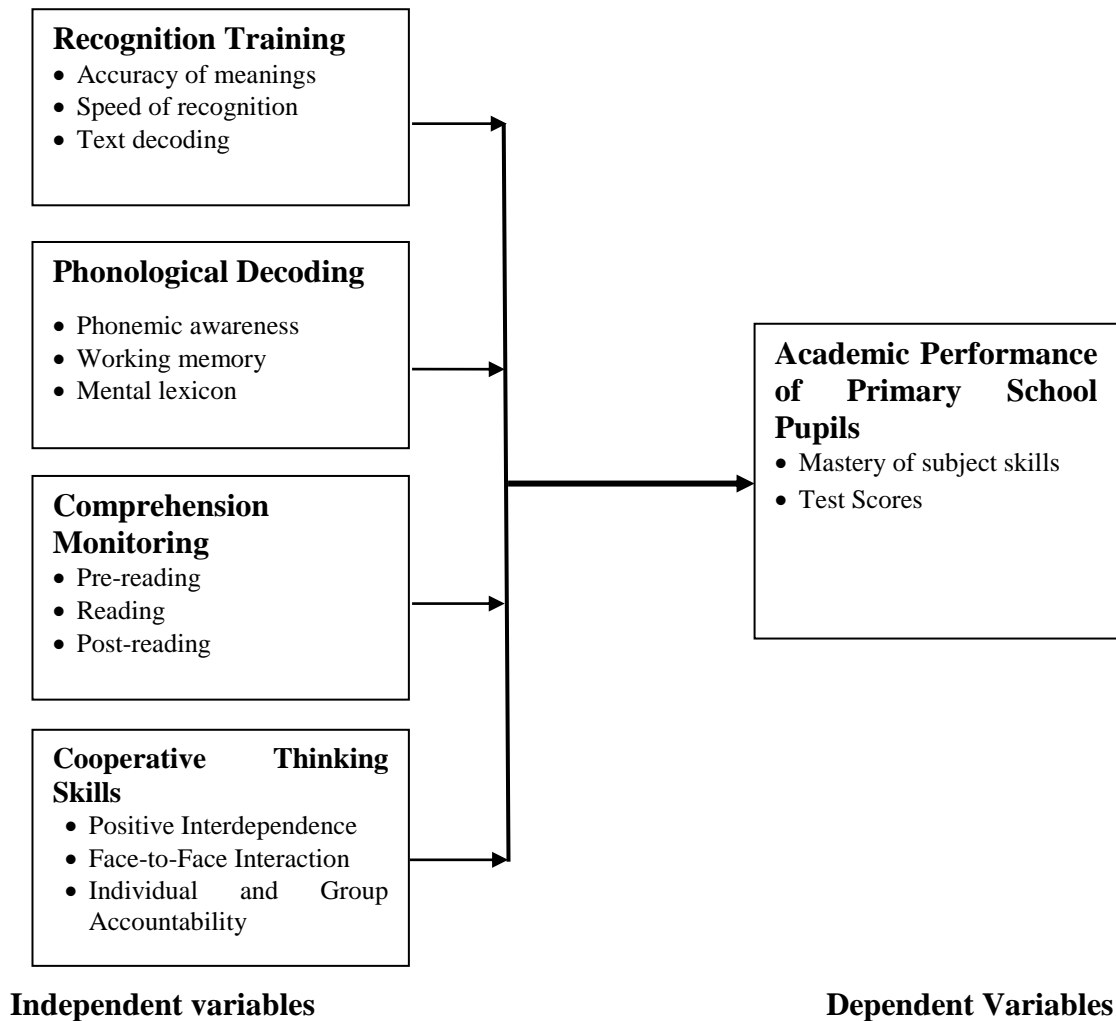 Recognition Training
• Accuracy of meanings
• Speed of recognition
• Text decoding
Phonological Decoding
• Phonemic awareness
• Working memory
• Mental lexicon
Comprehension
Monitoring
• Pre-reading
• Reading
• Post-reading
Cooperative Thinking
Skills
• Positive Interdependence
• Face-to-Face Interaction
• Individual and Group
Accountability
Academic Performance
of Primary School
Pupils
• Mastery of subject skills
• Test Scores
Independent variables
Dependent Variables